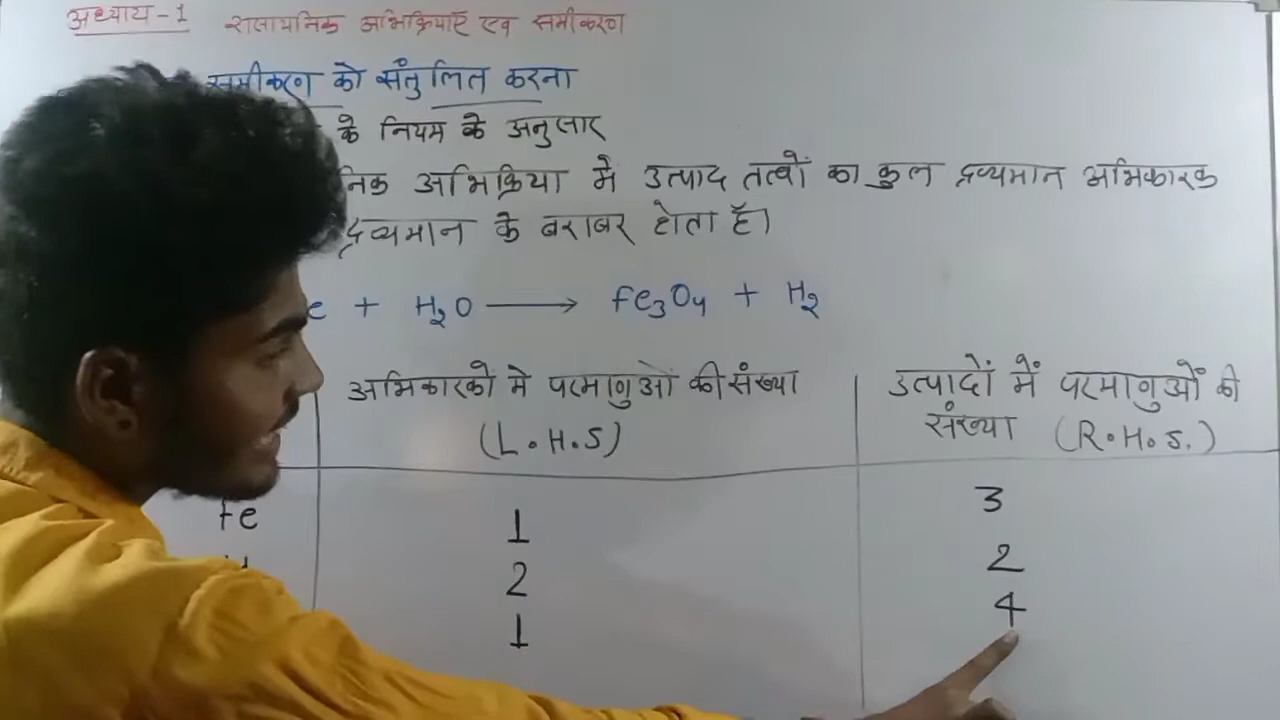 अध्याय - 1 रासायनिक अभिक्रियाएँ एवं समीकरण
समीकरण को संतुलित करना
के नियम के अनुसार
अभिक्रिया में उत्पाद तत्वों का कुल द्रव्यमान अभिकारक
द्रव्यमान के बराबर होता है।
+ H₂O ⟶ Fe₃O₄ + H₂
अभिकारको मे परमाणुओं की संख्या (L.H.S)
उत्पादों में परमाणुओं की
संख्या (R.H.S.)
Fe 1 3
2 2
1 4